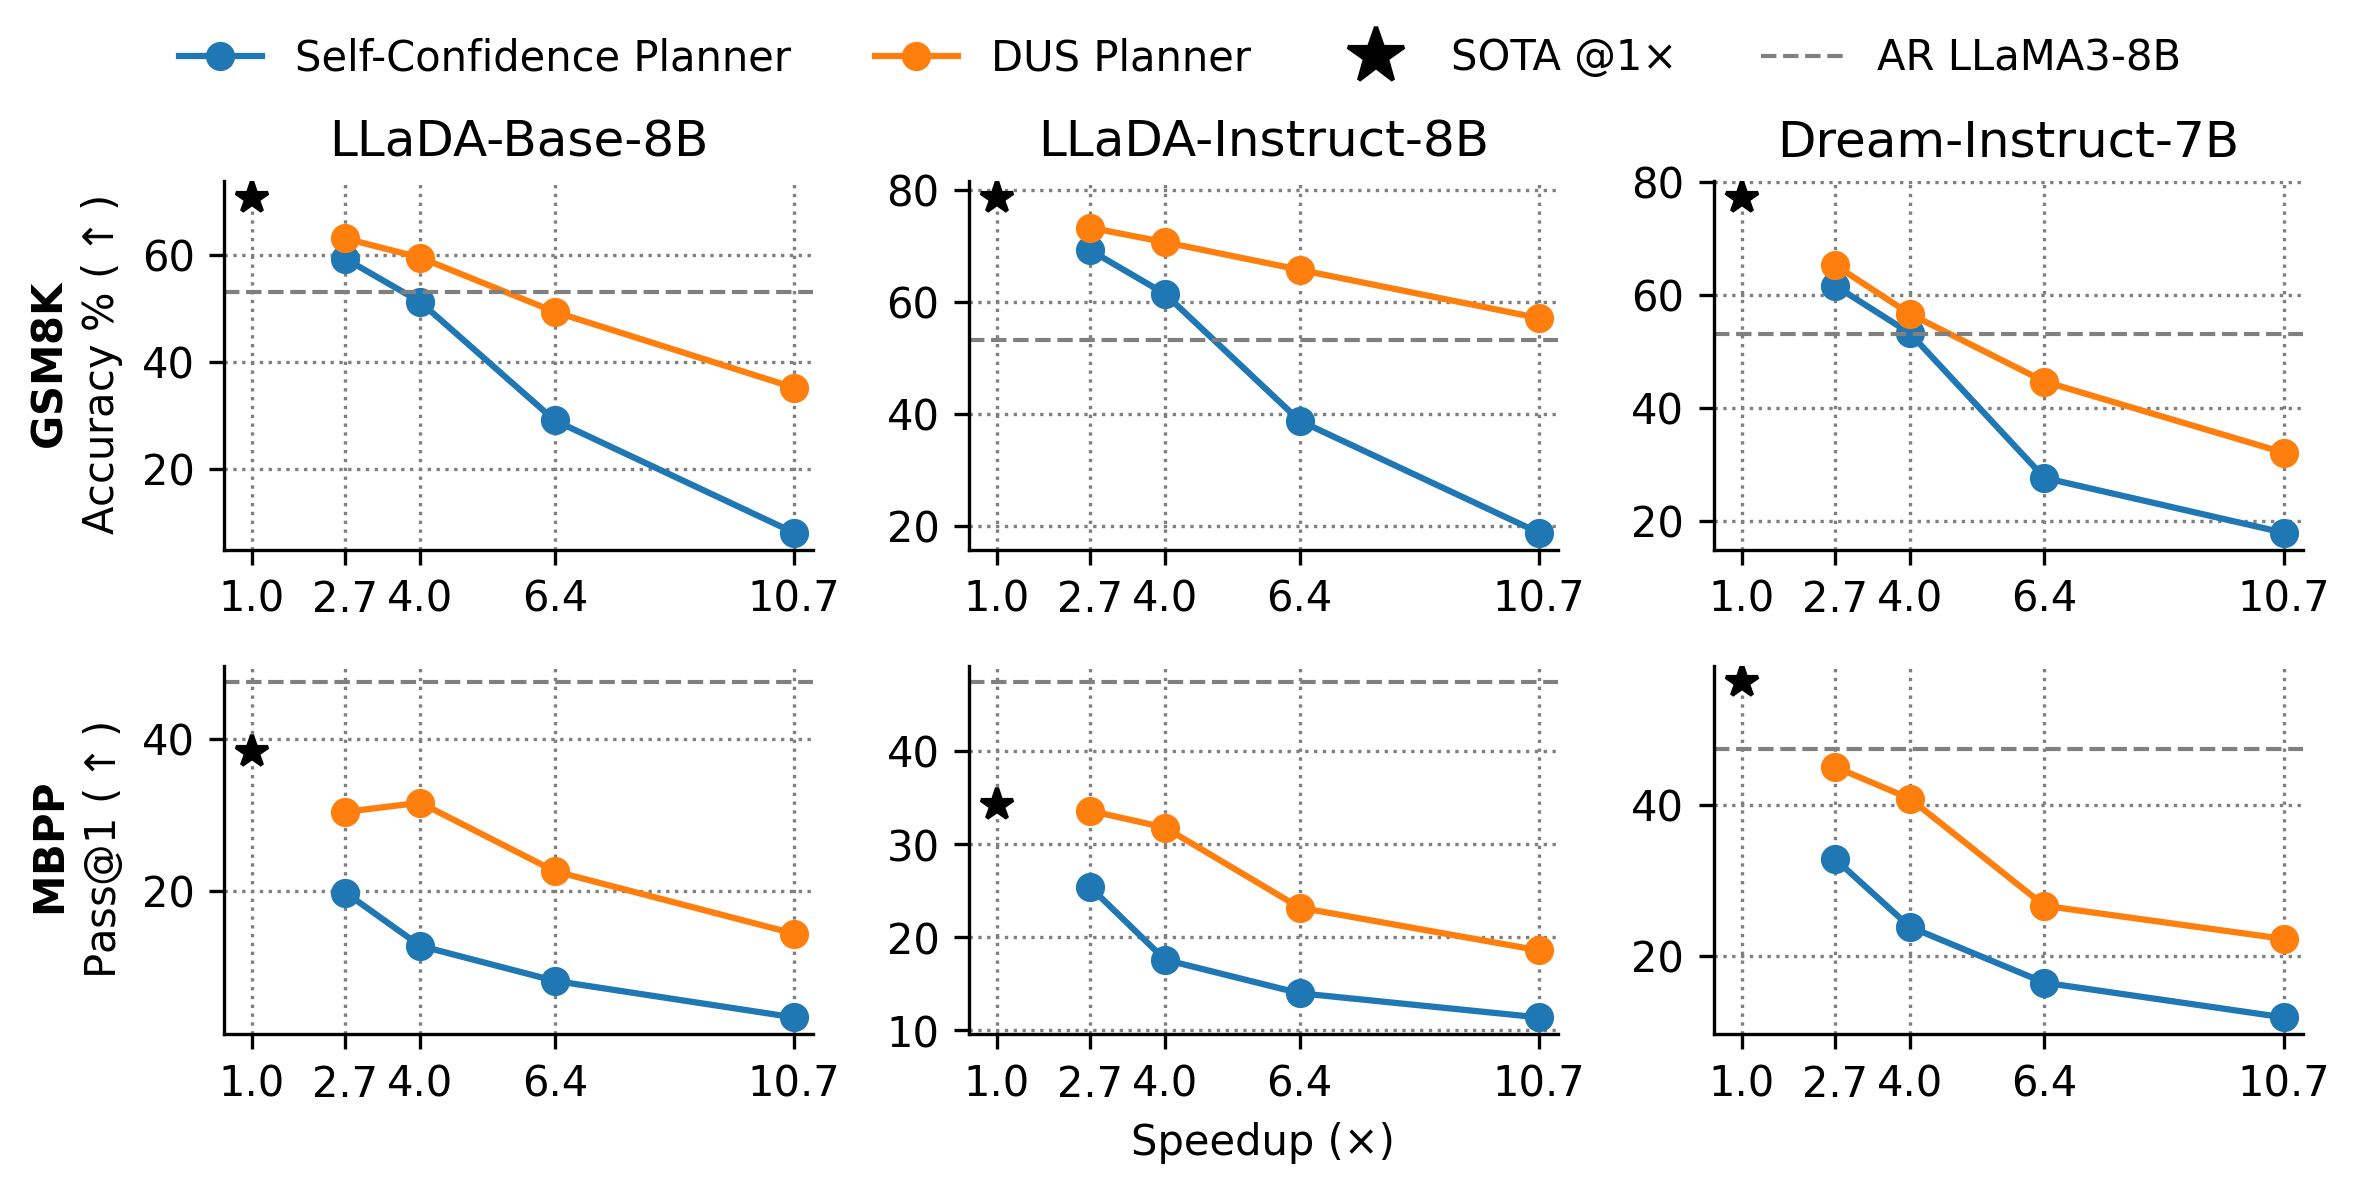 Self-Confidence Planner
DUS Planner
SOTA @1×
AR LLaMA3-8B
LLaDA-Base-8B
LLaDA-Instruct-8B
Dream-Instruct-7B
GSM8K
Accuracy % (↑)
60
40
20
1.0 2.7 4.0 6.4 10.7
80
60
40
20
1.0 2.7 4.0 6.4 10.7
80
60
40
20
1.0 2.7 4.0 6.4 10.7
MBPP
Pass@1 (↑)
40
20
1.0 2.7 4.0 6.4 10.7
40
30
20
10
1.0 2.7 4.0 6.4 10.7
40
20
1.0 2.7 4.0 6.4 10.7
Speedup (×)